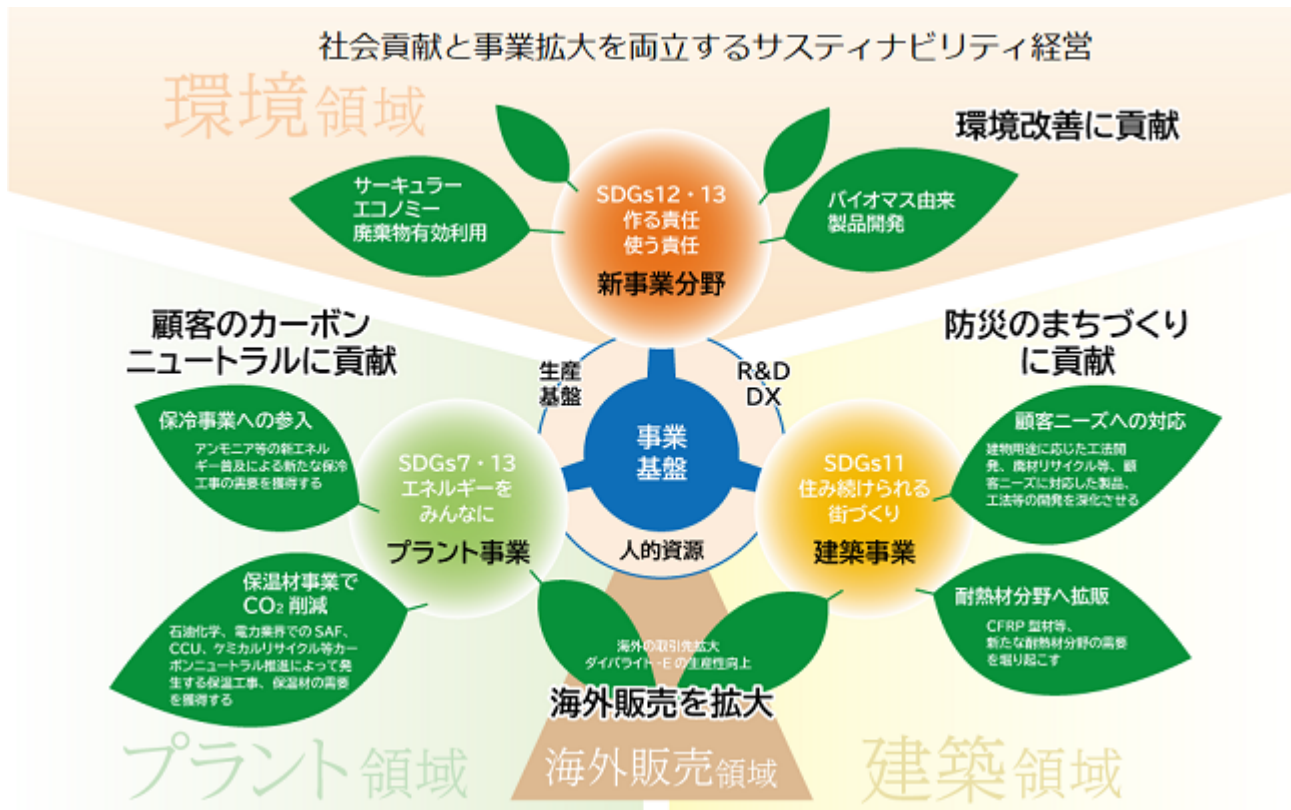 社会貢献と事業拡大を両立するサスティナビリティ経営
環境領域
環境改善に貢献
サーキュラー
エコノミー
廃棄物有効利用
SDGs12・13
作る責任
使う責任
新事業分野
バイオマス由来
製品開発
顧客のカーボン
ニュートラルに貢献
防災のまちづくり
に貢献
生産
基盤
R&D
DX
事業
基盤
人的資源
保冷事業への参入
アンモニア等の新エネル
ギー普及による新たな保冷
工事の需要を獲得する
SDGs7・13
エネルギーを
みんなに
プラント事業
SDGs11
住み続けられる
街づくり
建築事業
顧客ニーズへの対応
建物用途に応じた工法開
発、廃材リサイクル等、顧
客ニーズに対応した製品、
工法等の開発を深化させる
保温材事業で
CO₂削減
石油化学、電力業界でのSAF、
CCU、ケミカルリサイクル等カー
ボンニュートラル推進によって発
生する保温工事、保温材の需要
を獲得する
耐熱材分野へ拡販
CFRP型材等、
新たな耐熱材分野の需要
を堀り起こす
海外の取引先拡大
ダイパライト-Eの生産性向上
海外販売を拡大
プラント領域
海外販売領域
建築領域